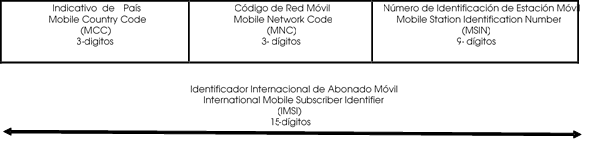 Indicativo de País
Mobile Country Code
(MCC)
3-dígitos
Código de Red Móvil
Mobile Network Code
(MNC)
3- dígitos
Número de Identificación de Estación Móvil
Mobile Station Identification Number
(MSIN)
9- dígitos
Identificador Internacional de Abonado Móvil
International Mobile Subscriber Identifier
(IMSI)
15-dígitos